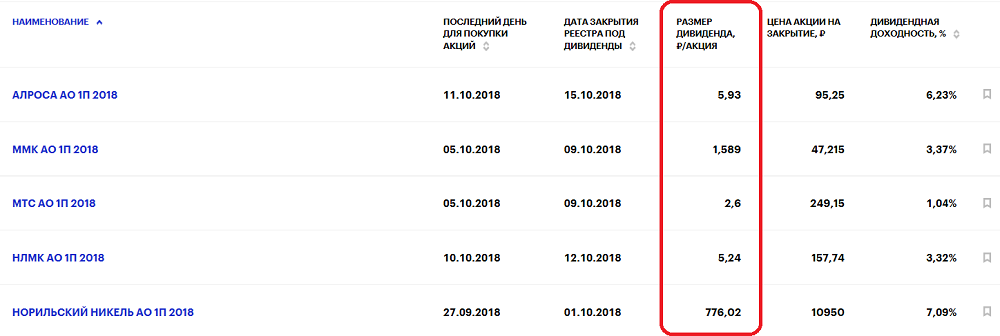 НАИМЕНОВАНИЕ
ПОСЛЕДНИЙ ДЕНЬ
ДЛЯ ПОКУПКИ
АКЦИЙ
ДАТА ЗАКРЫТИЯ
РЕЕСТРА ПОД
ДИВИДЕНДЫ
РАЗМЕР
ДИВИДЕНДА,
₽/АКЦИЯ
ЦЕНА АКЦИИ НА
ЗАКРЫТИЕ, ₽
ДИВИДЕНДНАЯ
ДОХОДНОСТЬ, %
АЛРОСА АО 1П 2018 11.10.2018 15.10.2018 5,93 95,25 6,23%
ММК АО 1П 2018 05.10.2018 09.10.2018 1,589 47,215 3,37%
МТС АО 1П 2018 05.10.2018 09.10.2018 2,6 249,15 1,04%
НЛМК АО 1П 2018 10.10.2018 12.10.2018 5,24 157,74 3,32%
НОРИЛЬСКИЙ НИКЕЛЬ АО 1П 2018 27.09.2018 01.10.2018 776,02 10950 7,09%